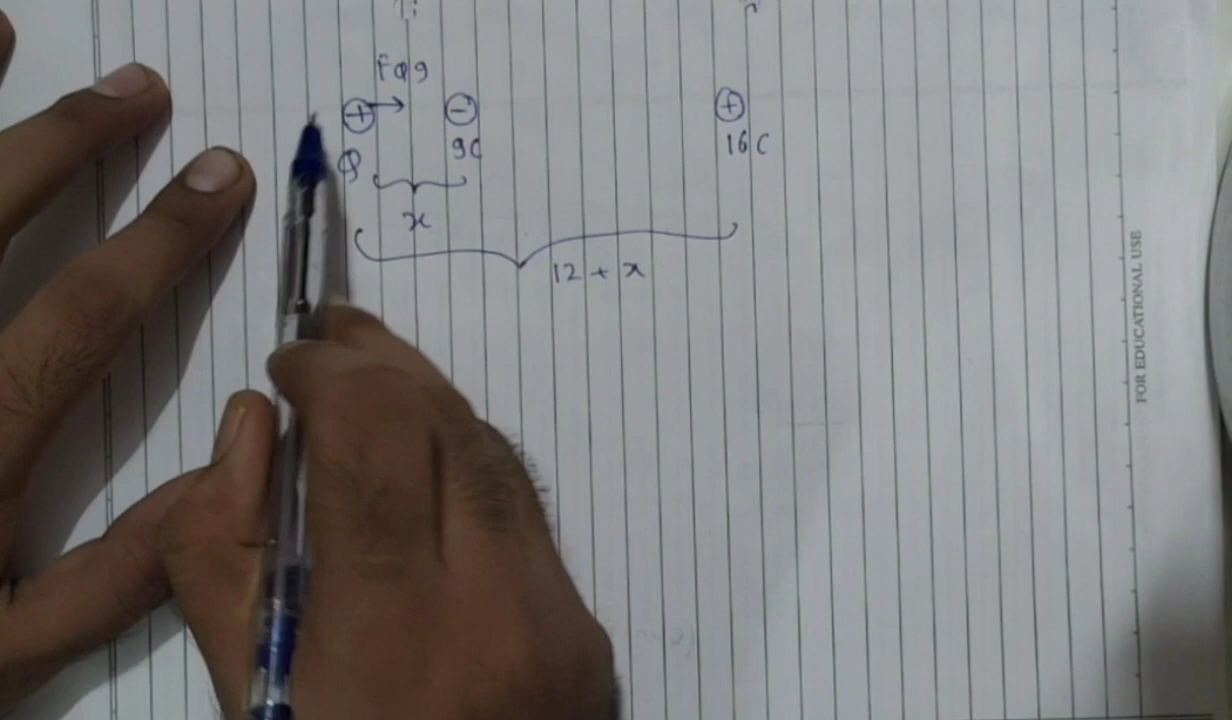 FQ9
+ - +
Q 9C 16C
x
12 + x
FOR EDUCATIONAL USE